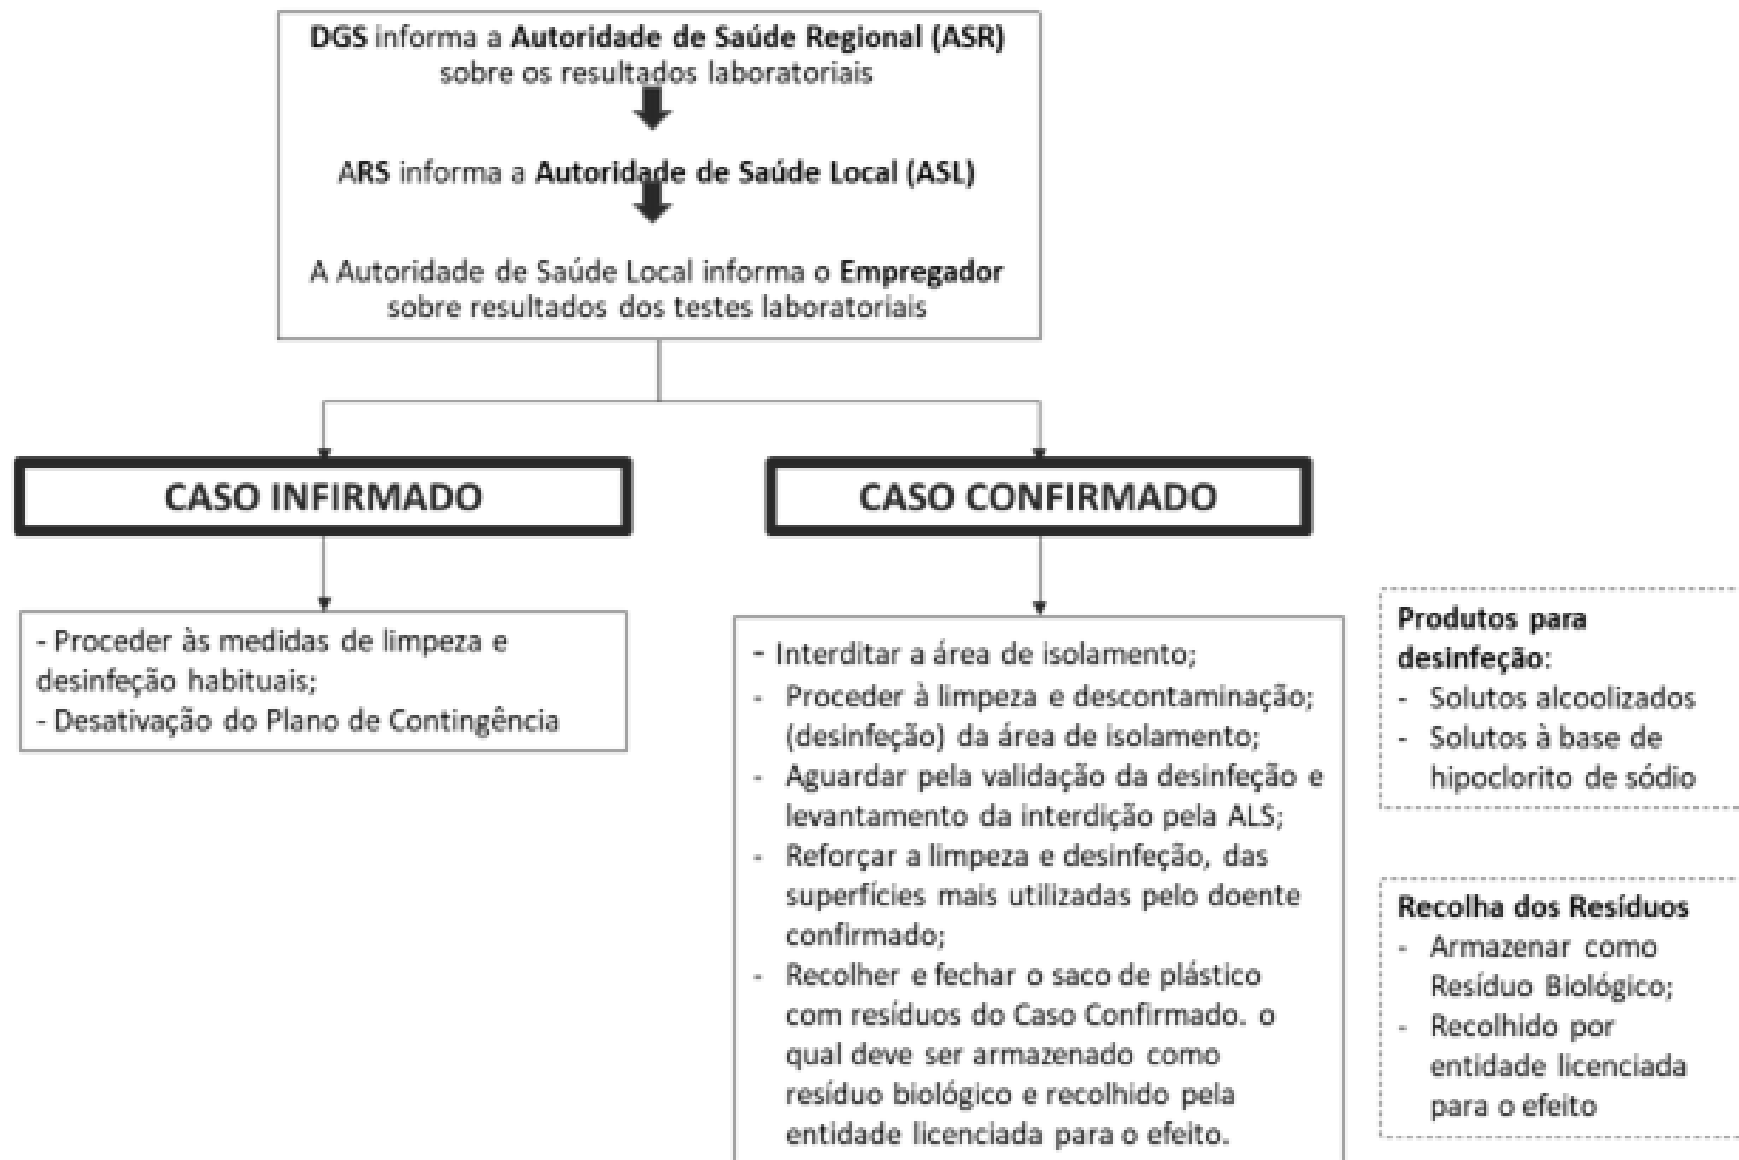 DGS informa a Autoridade de Saúde Regional (ASR)
sobre os resultados laboratoriais
ARS informa a Autoridade de Saúde Local (ASL)
A Autoridade de Saúde Local informa o Empregador
sobre resultados dos testes laboratoriais
CASO INFIRMADO
- Proceder às medidas de limpeza e
desinfeção habituais;
- Desativação do Plano de Contingência
CASO CONFIRMADO
- Interditar a área de isolamento;
- Proceder à limpeza e descontaminação;
(desinfeção) da área de isolamento;
- Aguardar pela validação da desinfeção e
levantamento da interdição pela ALS;
- Reforçar a limpeza e desinfeção, das
superfícies mais utilizadas pelo doente
confirmado;
- Recolher e fechar o saco de plástico
com resíduos do Caso Confirmado. o
qual deve ser armazenado como
resíduo biológico e recolhido pela
entidade licenciada para o efeito.
Produtos para
desinfeção:
- Solutos alcoolizados
- Solutos à base de
hipoclorito de sódio
Recolha dos Resíduos
- Armazenar como
Resíduo Biológico;
- Recolhido por
entidade licenciada
para o efeito